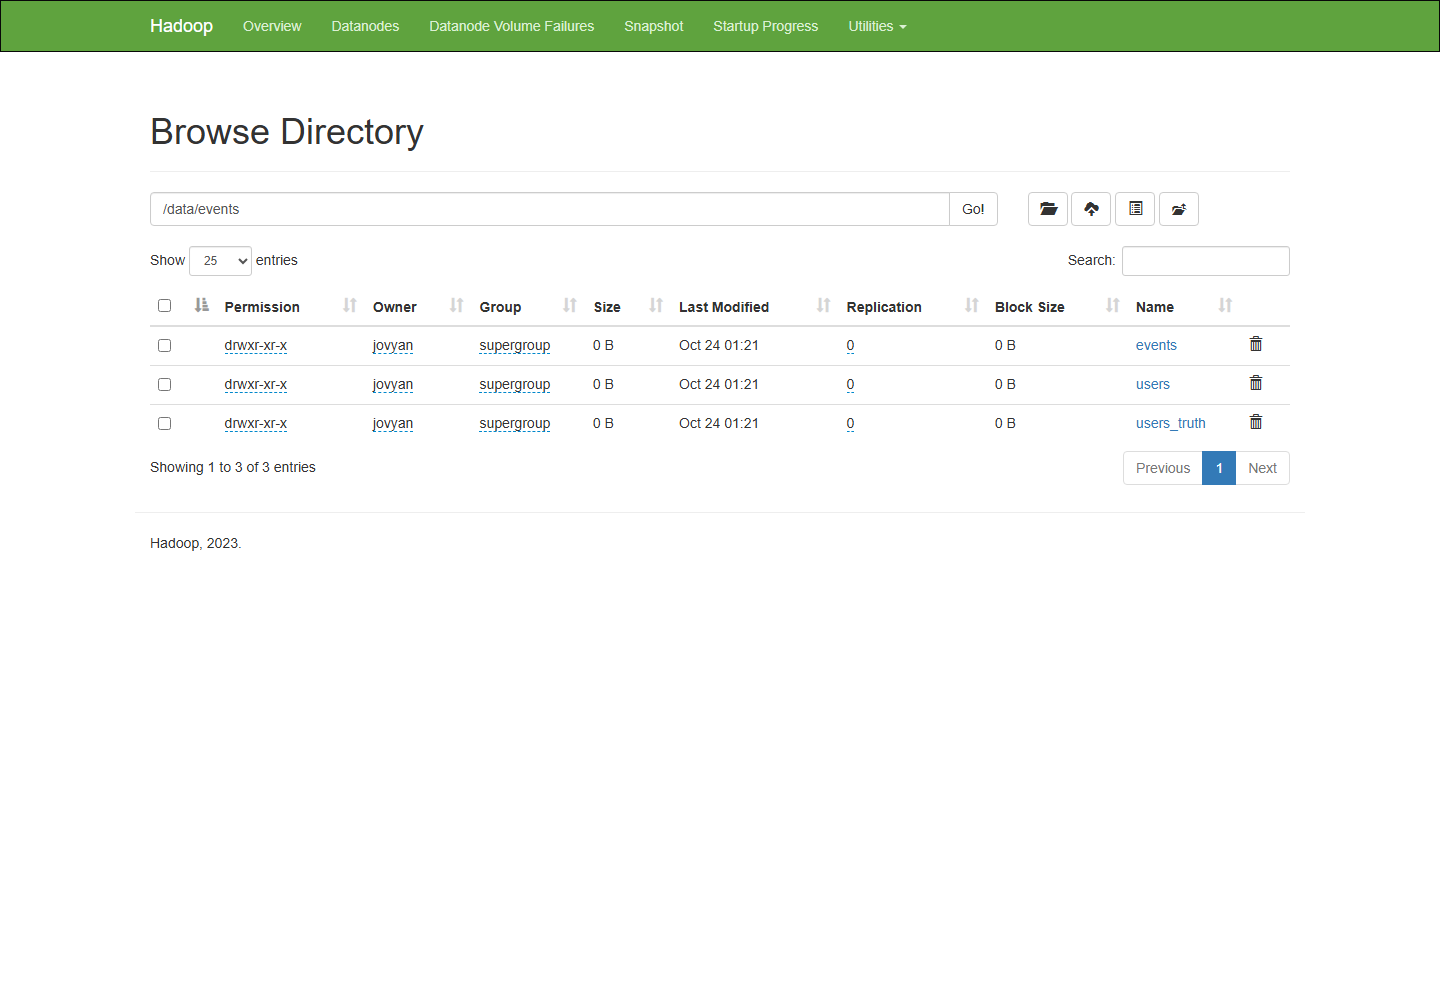 Hadoop Overview Datanodes Datanode Volume Failures Snapshot Startup Progress Utilities
Browse Directory
/data/events Go!
Show 25 entries Search:
Permission Owner Group Size Last Modified Replication Block Size Name
drwxr-xr-x jovyan supergroup 0 B Oct 24 01:21 0 0 B events
drwxr-xr-x jovyan supergroup 0 B Oct 24 01:21 0 0 B users
drwxr-xr-x jovyan supergroup 0 B Oct 24 01:21 0 0 B users_truth
Showing 1 to 3 of 3 entries Previous 1 Next
Hadoop, 2023.